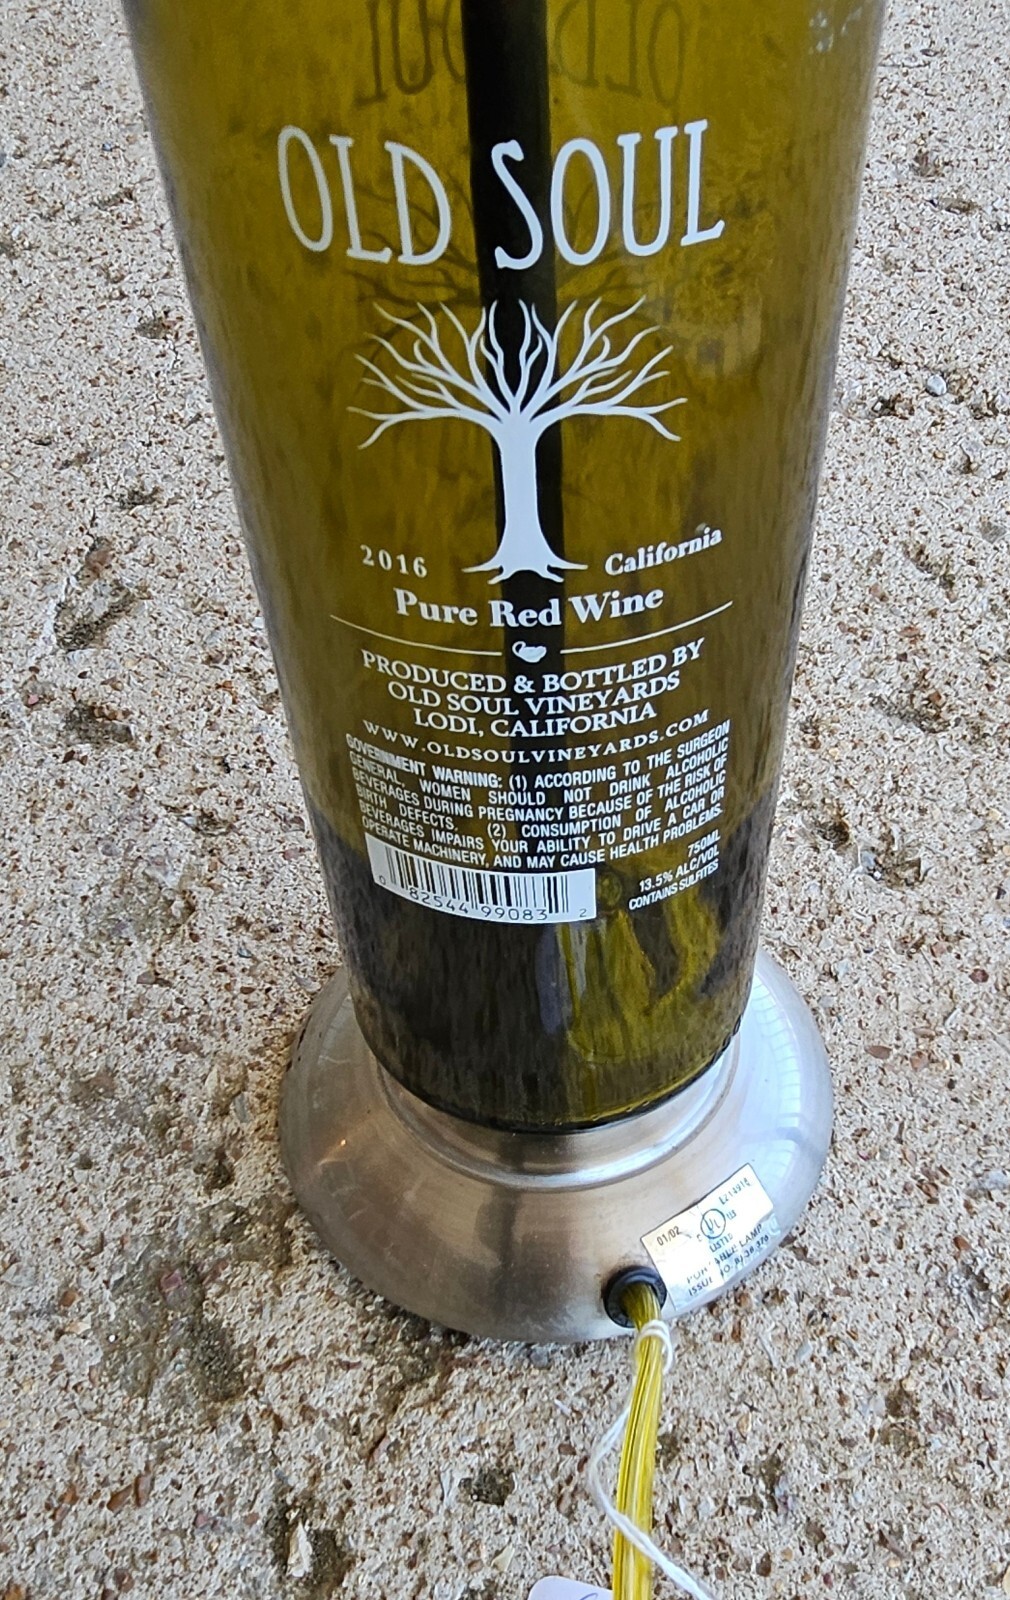 OLD SOUL
OLD SOUL
2016 California
Pure Red Wine
PRODUCED & BOTTLED BY
OLD SOUL VINEYARDS
LODI, CALIFORNIA
WWW.OLDSOULVINEYARDS.COM
GOVERNMENT WARNING: (1) ACCORDING TO THE SURGEON
GENERAL, WOMEN SHOULD NOT DRINK ALCOHOLIC
BEVERAGES DURING PREGNANCY BECAUSE OF THE RISK OF
BIRTH DEFECTS. (2) CONSUMPTION OF ALCOHOLIC
BEVERAGES IMPAIRS YOUR ABILITY TO DRIVE A CAR OR
OPERATE MACHINERY, AND MAY CAUSE HEALTH PROBLEMS.
750ML
13.5% ALC/VOL
CONTAINS SULFITES
0 82544 99083 2
01/02
UL
LISTED
PORTABLE LAMP